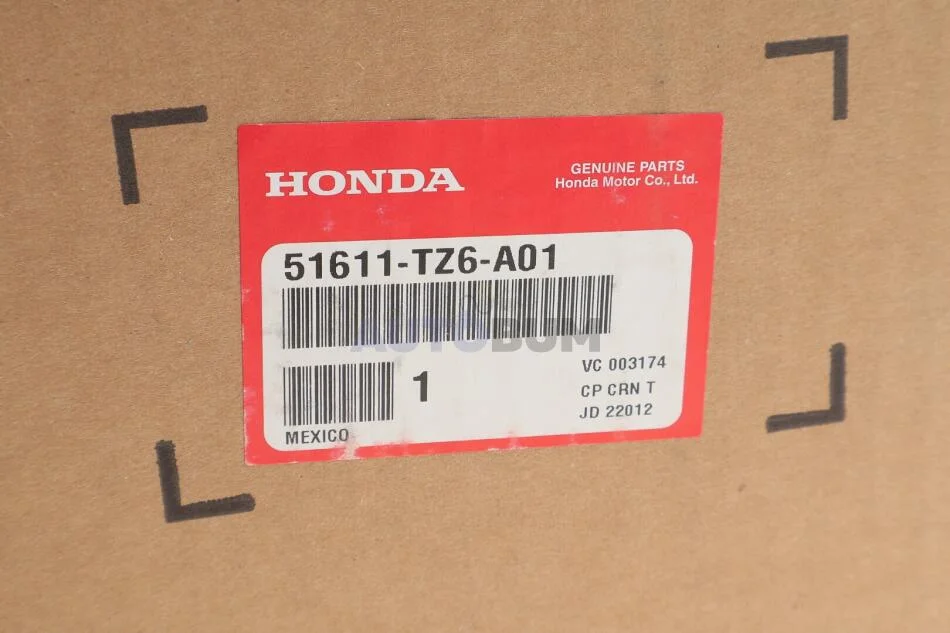 HONDA
GENUINE PARTS
Honda Motor Co., Ltd.
51611-TZ6-A01
AUTOBUM
1
VC 003174
CP CRN T
JD 22012
MEXICO